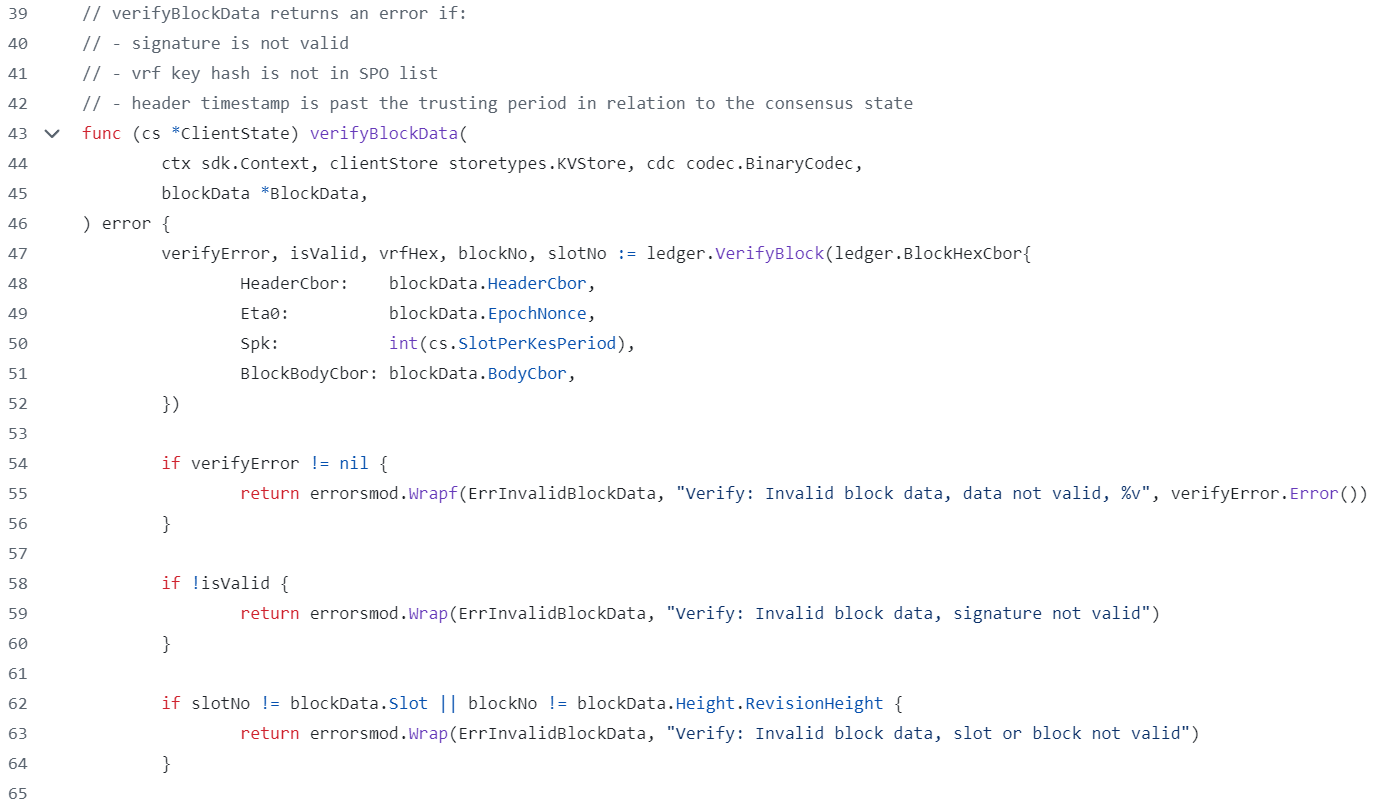 39 // verifyBlockData returns an error if:
40 // - signature is not valid
41 // - vrf key hash is not in SPO list
42 // - header timestamp is past the trusting period in relation to the consensus state
43 func (cs *ClientState) verifyBlockData(
44 ctx sdk.Context, clientStore storetypes.KVStore, cdc codec.BinaryCodec,
45 blockData *BlockData,
46 ) error {
47 verifyError, isValid, vrfHex, blockNo, slotNo := ledger.VerifyBlock(ledger.BlockHexCbor{
48 HeaderCbor: blockData.HeaderCbor,
49 Eta0: blockData.EpochNonce,
50 Spk: int(cs.SlotPerKesPeriod),
51 BlockBodyCbor: blockData.BodyCbor,
52 })
53
54 if verifyError != nil {
55 return errorsmod.Wrapf(ErrInvalidBlockData, "Verify: Invalid block data, data not valid, %v", verifyError.Error())
56 }
57
58 if !isValid {
59 return errorsmod.Wrap(ErrInvalidBlockData, "Verify: Invalid block data, signature not valid")
60 }
61
62 if slotNo != blockData.Slot || blockNo != blockData.Height.RevisionHeight {
63 return errorsmod.Wrap(ErrInvalidBlockData, "Verify: Invalid block data, slot or block not valid")
64 }
65